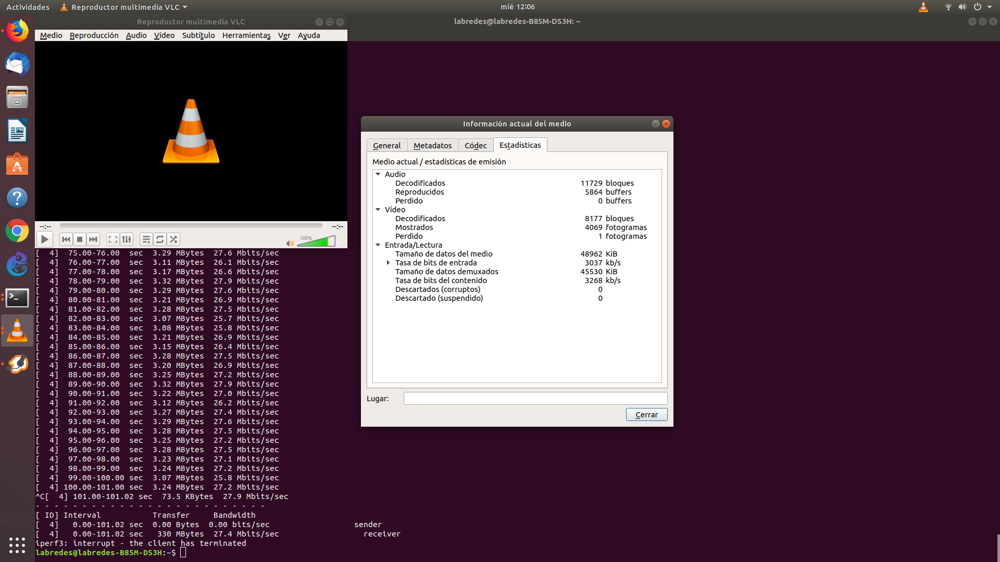 Actividades
Reproductor multimedia VLC
mié 12:06
Reproductor multimedia VLC
labredes@labredes-B85M-DS3H: ~
Medio Reproducción Audio Vídeo Subtítulo Herramientas Ver Ayuda
--:--
--:--
100%
[  4]  75.00-76.00  sec  3.29 MBytes  27.6 Mbits/sec
[  4]  76.00-77.00  sec  3.11 MBytes  26.1 Mbits/sec
[  4]  77.00-78.00  sec  3.17 MBytes  26.6 Mbits/sec
[  4]  78.00-79.00  sec  3.32 MBytes  27.9 Mbits/sec
[  4]  79.00-80.00  sec  3.29 MBytes  27.6 Mbits/sec
[  4]  80.00-81.00  sec  3.21 MBytes  26.9 Mbits/sec
[  4]  81.00-82.00  sec  3.28 MBytes  27.5 Mbits/sec
[  4]  82.00-83.00  sec  3.07 MBytes  25.7 Mbits/sec
[  4]  83.00-84.00  sec  3.08 MBytes  25.8 Mbits/sec
[  4]  84.00-85.00  sec  3.21 MBytes  26.9 Mbits/sec
[  4]  85.00-86.00  sec  3.15 MBytes  26.4 Mbits/sec
[  4]  86.00-87.00  sec  3.28 MBytes  27.5 Mbits/sec
[  4]  87.00-88.00  sec  3.20 MBytes  26.9 Mbits/sec
[  4]  88.00-89.00  sec  3.25 MBytes  27.2 Mbits/sec
[  4]  89.00-90.00  sec  3.32 MBytes  27.9 Mbits/sec
[  4]  90.00-91.00  sec  3.22 MBytes  27.0 Mbits/sec
[  4]  91.00-92.00  sec  3.12 MBytes  26.2 Mbits/sec
[  4]  92.00-93.00  sec  3.27 MBytes  27.4 Mbits/sec
[  4]  93.00-94.00  sec  3.29 MBytes  27.6 Mbits/sec
[  4]  94.00-95.00  sec  3.28 MBytes  27.5 Mbits/sec
[  4]  95.00-96.00  sec  3.25 MBytes  27.2 Mbits/sec
[  4]  96.00-97.00  sec  3.28 MBytes  27.5 Mbits/sec
[  4]  97.00-98.00  sec  3.23 MBytes  27.1 Mbits/sec
[  4]  98.00-99.00  sec  3.24 MBytes  27.2 Mbits/sec
[  4]  99.00-100.00 sec  3.07 MBytes  25.8 Mbits/sec
[  4] 100.00-101.00 sec  3.24 MBytes  27.2 Mbits/sec
^C[  4] 101.00-101.02 sec  73.5 KBytes  27.9 Mbits/sec
- - - - - - - - - - - - - - - - - - - - - - - - -
[ ID] Interval           Transfer     Bandwidth
[  4]   0.00-101.02 sec  0.00 Bytes  0.00 bits/sec                  sender
[  4]   0.00-101.02 sec   330 MBytes  27.4 Mbits/sec                  receiver
iperf3: interrupt - the client has terminated
labredes@labredes-B85M-DS3H:~$
Información actual del medio
General Metadatos Códec Estadísticas
Medio actual / estadísticas de emisión
Audio
Decodificados 11729 bloques
Reproducidos 5864 buffers
Perdido 0 buffers
Vídeo
Decodificados 8177 bloques
Mostrados 4069 fotogramas
Perdido 1 fotogramas
Entrada/Lectura
Tamaño de datos del medio 48962 KiB
Tasa de bits de entrada 3037 kb/s
Tamaño de datos demuxados 45530 KiB
Tasa de bits del contenido 3268 kb/s
Descartados (corruptos) 0
Descartado (suspendido) 0
Lugar:
Cerrar